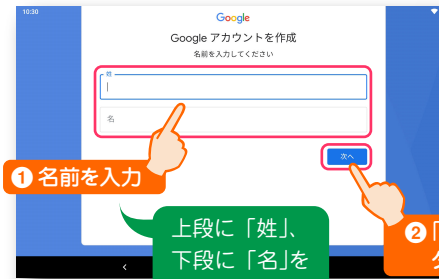 10:30
Google
Google アカウントを作成
名前を入力してください
姓
名
次へ
❶ 名前を入力
上段に「姓」、
下段に「名」を
❷「